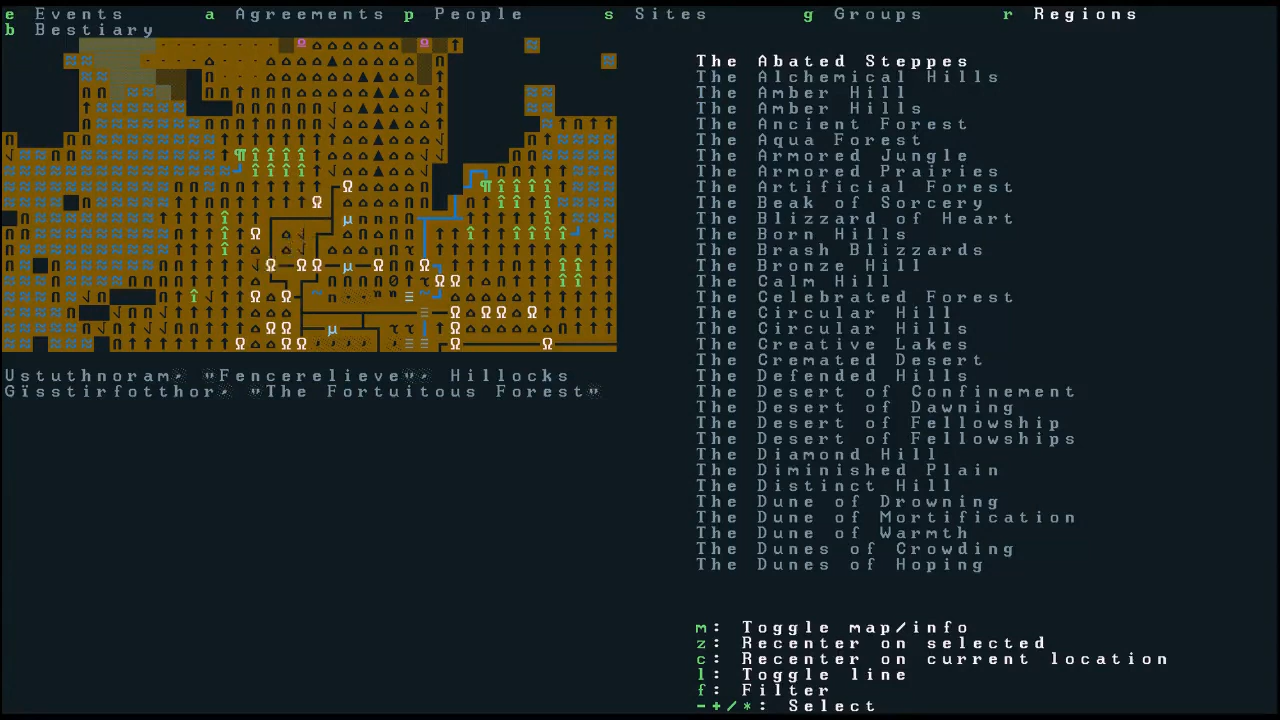 e Events a Agreements p People s Sites g Groups r Regions
b Bestiary
The Abated Steppes
The Alchemical Hills
The Amber Hill
The Amber Hills
The Ancient Forest
The Aqua Forest
The Armored Jungle
The Armored Prairies
The Artificial Forest
The Beak of Sorcery
The Blizzard of Heart
The Born Hills
The Brash Blizzards
The Bronze Hill
The Calm Hill
The Celebrated Forest
The Circular Hill
The Circular Hills
The Creative Lakes
The Cremated Desert
The Defended Hills
The Desert of Confinement
The Desert of Dawning
The Desert of Fellowship
The Desert of Fellowships
The Diamond Hill
The Diminished Plain
The Distinct Hill
The Dune of Drowning
The Dune of Mortification
The Dune of Warmth
The Dunes of Crowding
The Dunes of Hoping
Ustuthnoram, "Fencerelieve", Hillocks
Gïsstirfotthor, "The Fortuitous Forest"
m: Toggle map/info
z: Recenter on selected
c: Recenter on current location
l: Toggle line
f: Filter
-+/*: Select